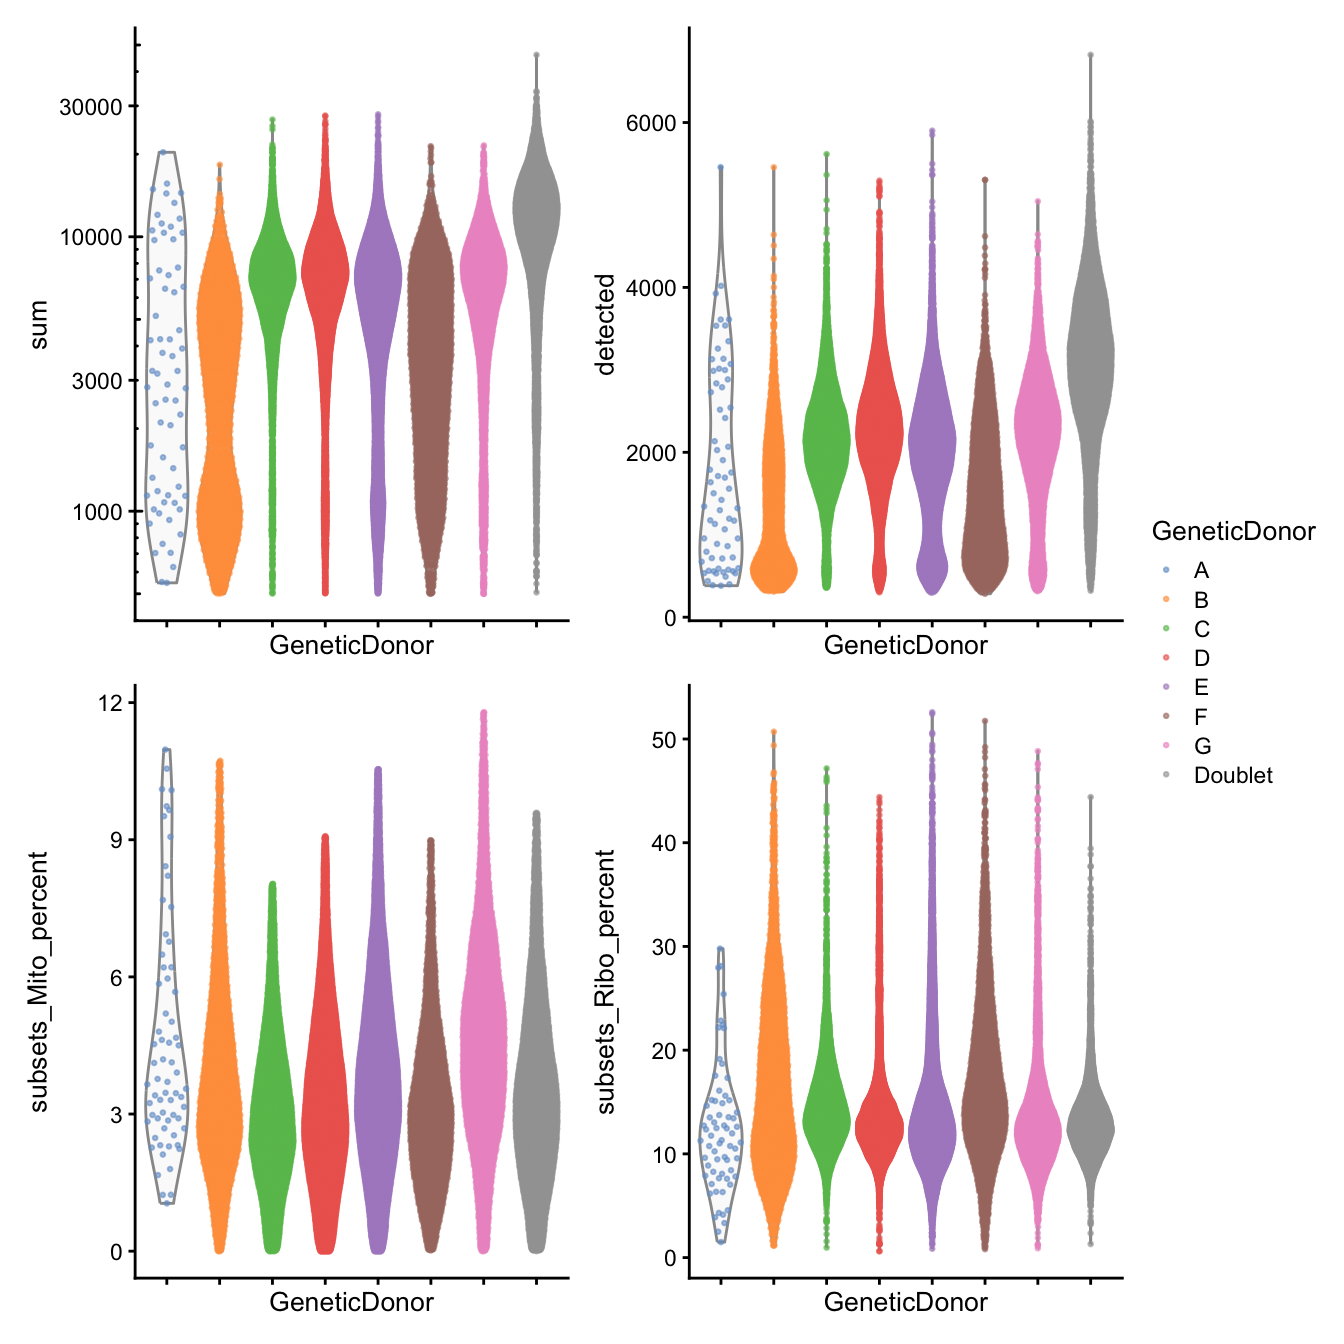 sum
30000
10000
3000
1000
GeneticDonor
detected
6000
4000
2000
0
GeneticDonor
subsets_Mito_percent
12
9
6
3
0
GeneticDonor
subsets_Ribo_percent
50
40
30
20
10
0
GeneticDonor
GeneticDonor
A
B
C
D
E
F
G
Doublet